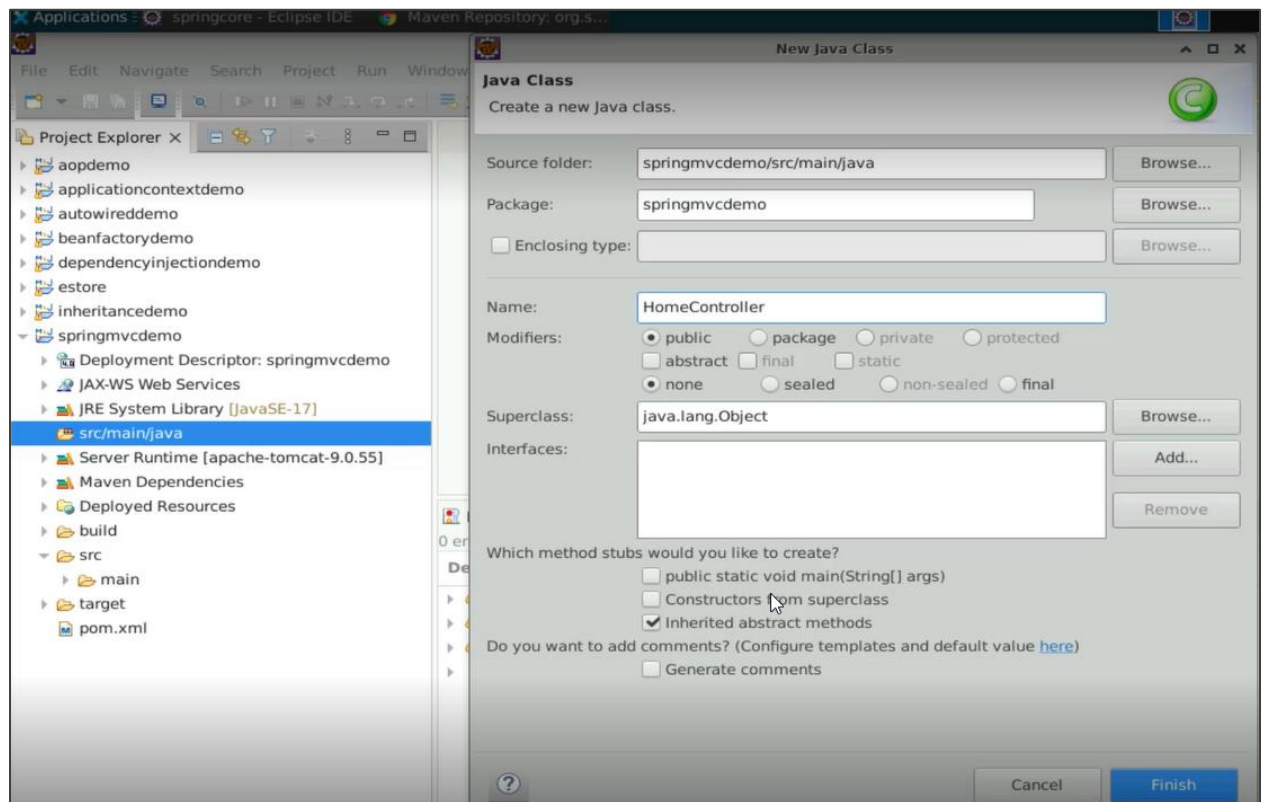 Applications : springcore - Eclipse IDE Maven Repository: org.s...
New Java Class
File Edit Navigate Search Project Run Window
Java Class
Create a new Java class.
Project Explorer
aopdemo
applicationcontextdemo
autowireddemo
beanfactorydemo
dependencyinjectiondemo
estore
inheritancedemo
springmvcdemo
Deployment Descriptor: springmvcdemo
JAX-WS Web Services
JRE System Library [JavaSE-17]
src/main/java
Server Runtime [apache-tomcat-9.0.55]
Maven Dependencies
Deployed Resources
build
src
main
target
pom.xml
0 er
De
Source folder: springmvcdemo/src/main/java Browse...
Package: springmvcdemo Browse...
Enclosing type: Browse...
Name: HomeController
Modifiers: public package private protected
abstract final static
none sealed non-sealed final
Superclass: java.lang.Object Browse...
Interfaces: Add...
Remove
Which method stubs would you like to create?
public static void main(String[] args)
Constructors from superclass
Inherited abstract methods
Do you want to add comments? (Configure templates and default value here)
Generate comments
? Cancel Finish